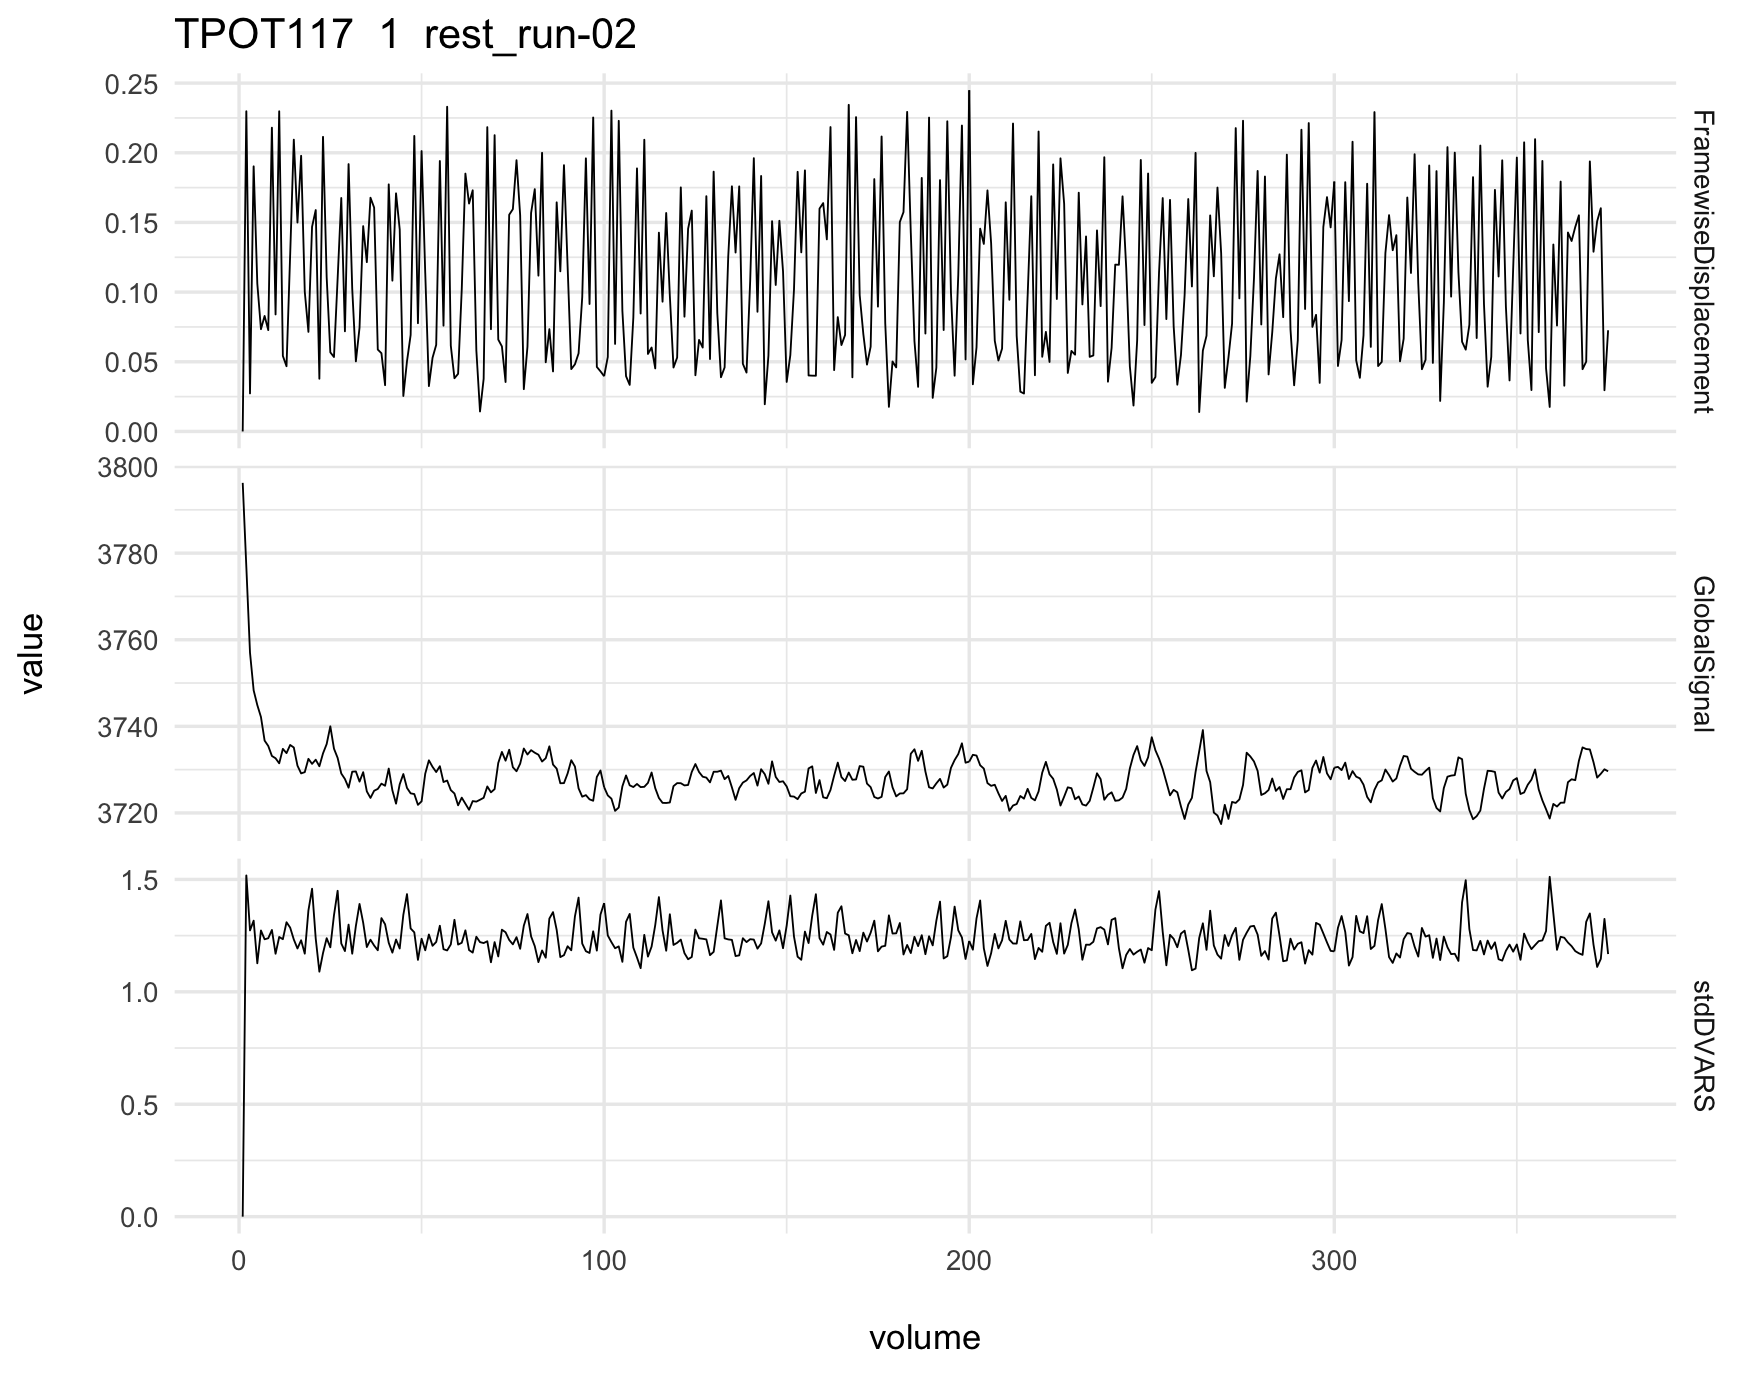 TPOT117  1  rest_run-02
0.25
0.20
0.15
0.10
0.05
0.00
FramewiseDisplacement
3800
3780
3760
3740
3720
GlobalSignal
value
1.5
1.0
0.5
0.0
stdDVARS
0 100 200 300
volume